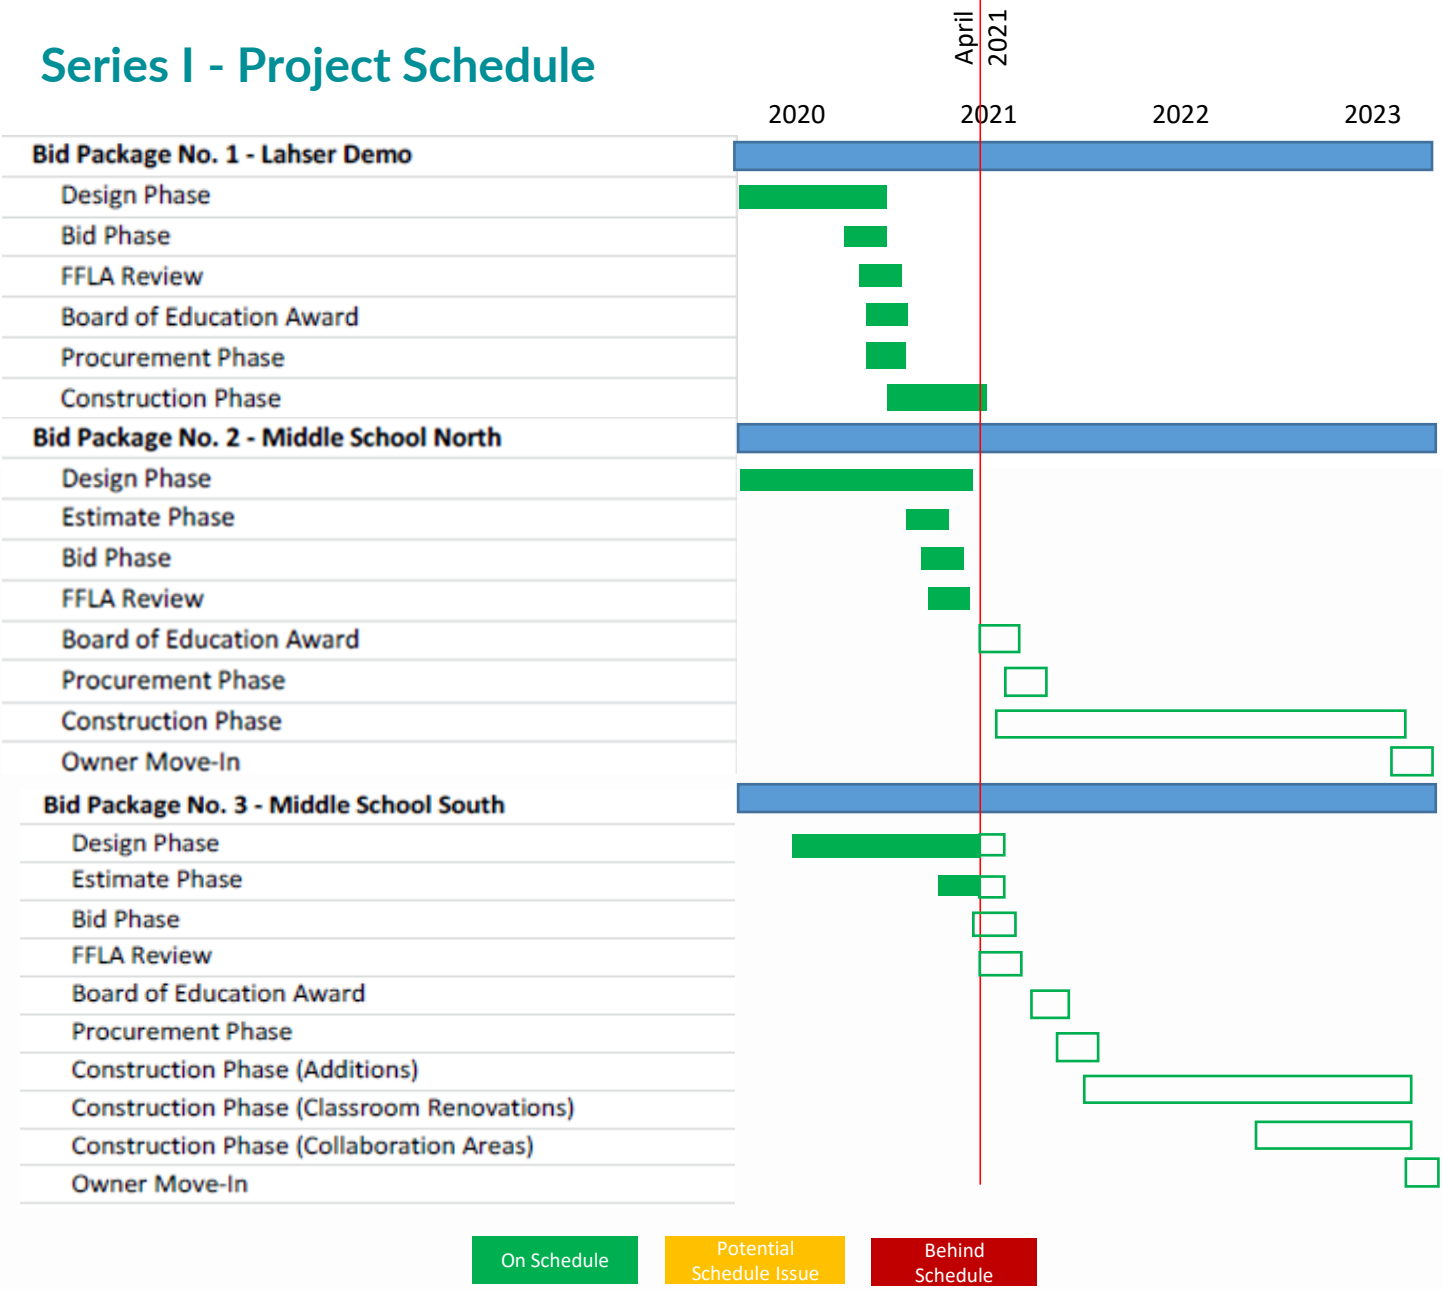 April
2021
Series I - Project Schedule
2020 2021 2022 2023
Bid Package No. 1 - Lahser Demo
Design Phase
Bid Phase
FFLA Review
Board of Education Award
Procurement Phase
Construction Phase
Bid Package No. 2 - Middle School North
Design Phase
Estimate Phase
Bid Phase
FFLA Review
Board of Education Award
Procurement Phase
Construction Phase
Owner Move-In
Bid Package No. 3 - Middle School South
Design Phase
Estimate Phase
Bid Phase
FFLA Review
Board of Education Award
Procurement Phase
Construction Phase (Additions)
Construction Phase (Classroom Renovations)
Construction Phase (Collaboration Areas)
Owner Move-In
On Schedule
Potential
Schedule Issue
Behind
Schedule